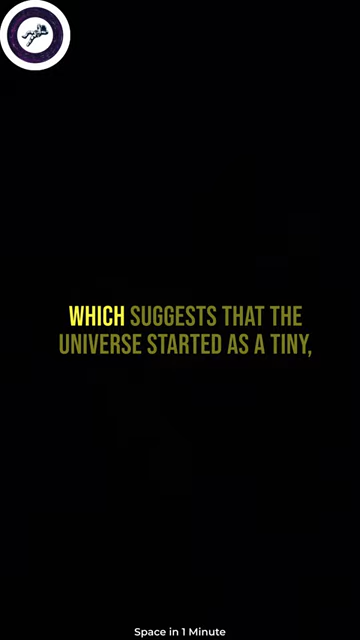 WHICH SUGGESTS THAT THE
UNIVERSE STARTED AS A TINY,
Space in 1 Minute